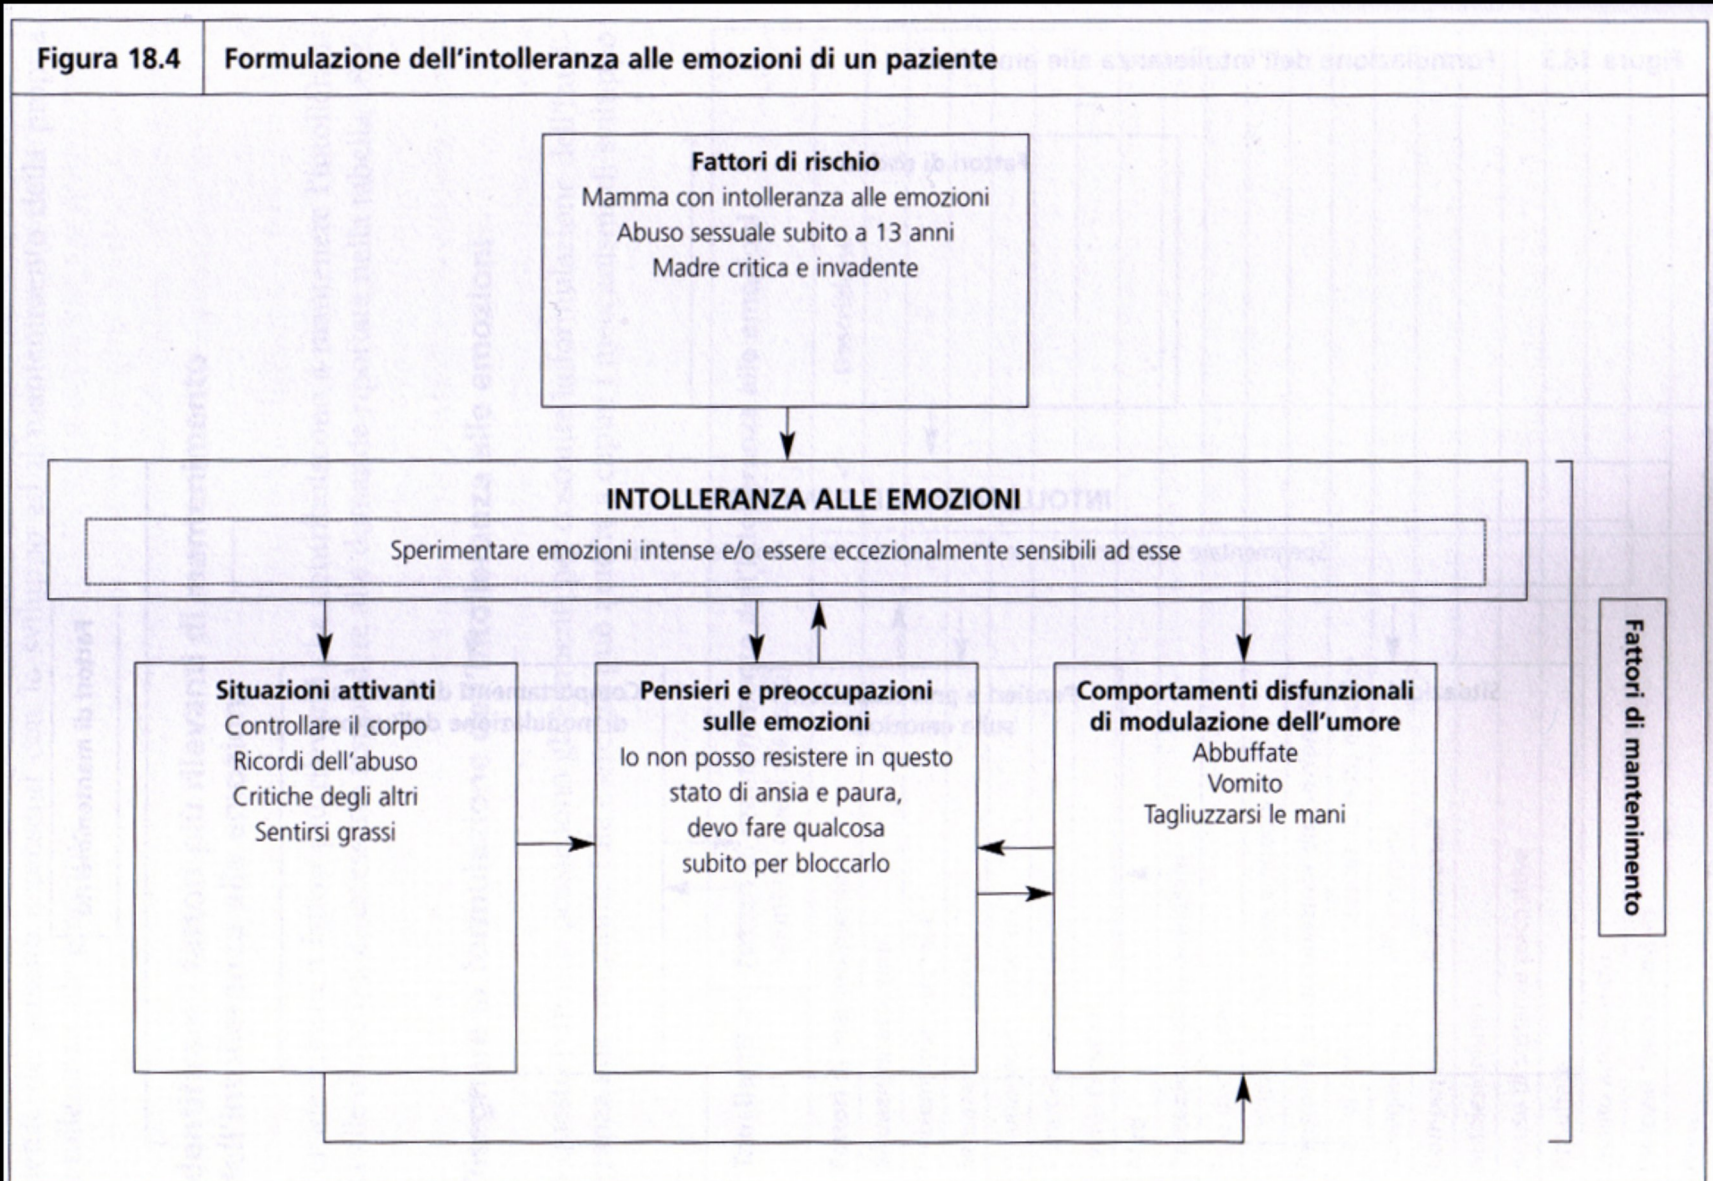 Figura 18.4
Formulazione dell'intolleranza alle emozioni di un paziente
Fattori di rischio
Mamma con intolleranza alle emozioni
Abuso sessuale subito a 13 anni
Madre critica e invadente
INTOLLERANZA ALLE EMOZIONI
Sperimentare emozioni intense e/o essere eccezionalmente sensibili ad esse
Situazioni attivanti
Controllare il corpo
Ricordi dell'abuso
Critiche degli altri
Sentirsi grassi
Pensieri e preoccupazioni
sulle emozioni
Io non posso resistere in questo
stato di ansia e paura,
devo fare qualcosa
subito per bloccarlo
Comportamenti disfunzionali
di modulazione dell'umore
Abbuffate
Vomito
Tagliuzzarsi le mani
Fattori di mantenimento